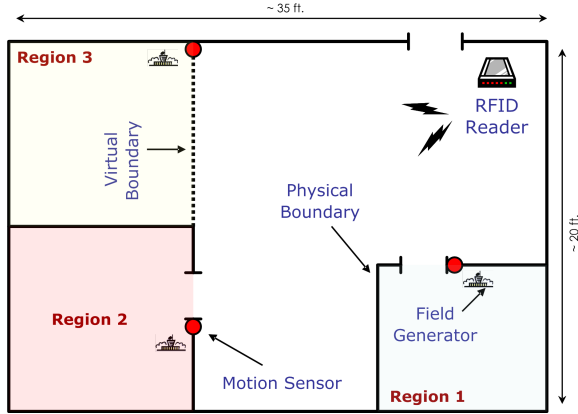 ~ 35 ft.
Region 3
RFID
Reader
Virtual
Boundary
Physical
Boundary
~ 20 ft.
Region 2
Field
Generator
Motion Sensor
Region 1